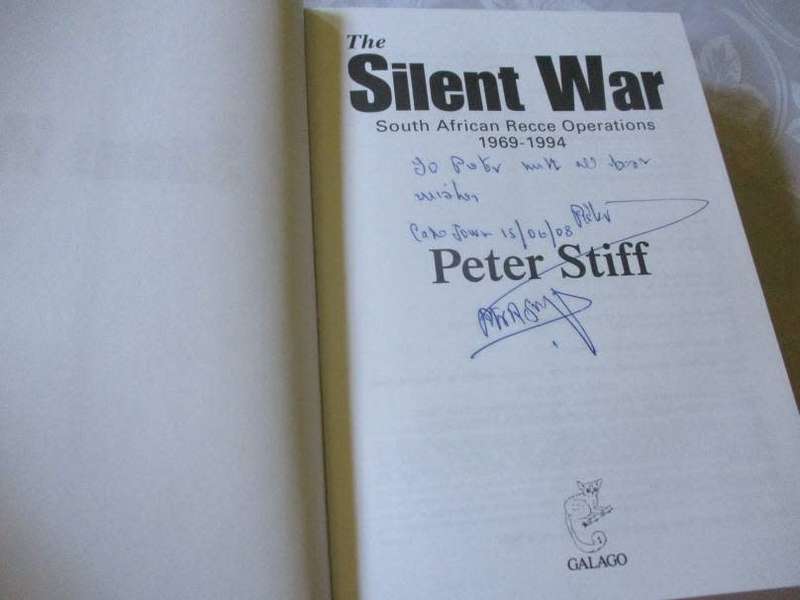 The
Silent War
South African Recce Operations
1969-1994
To Peter with all best
wishes
Cape Town 15/06/08 Peter
Peter Stiff
GALAGO